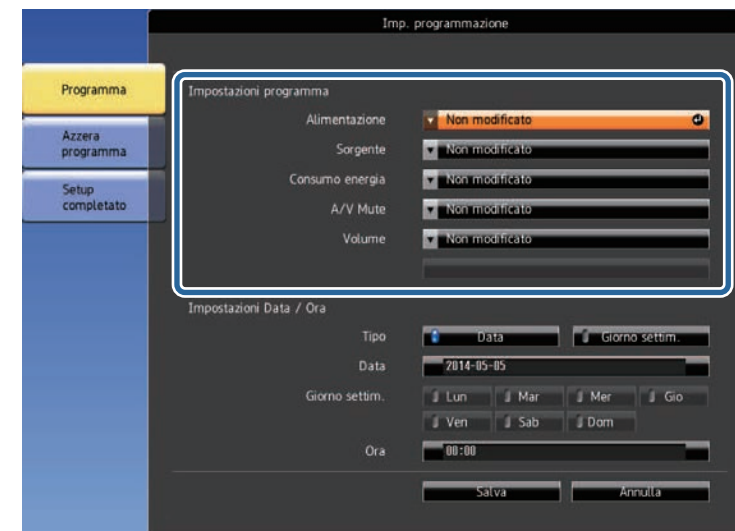 Imp. programmazione
Programma
Azzera
programma
Setup
completato
Impostazioni programma
Alimentazione Non modificato
Sorgente Non modificato
Consumo energia Non modificato
A/V Mute Non modificato
Volume Non modificato
Impostazioni Data / Ora
Tipo Data Giorno settim.
Data 2014-05-05
Giorno settim. Lun Mar Mer Gio
Ven Sab Dom
Ora 00:00
Salva Annulla